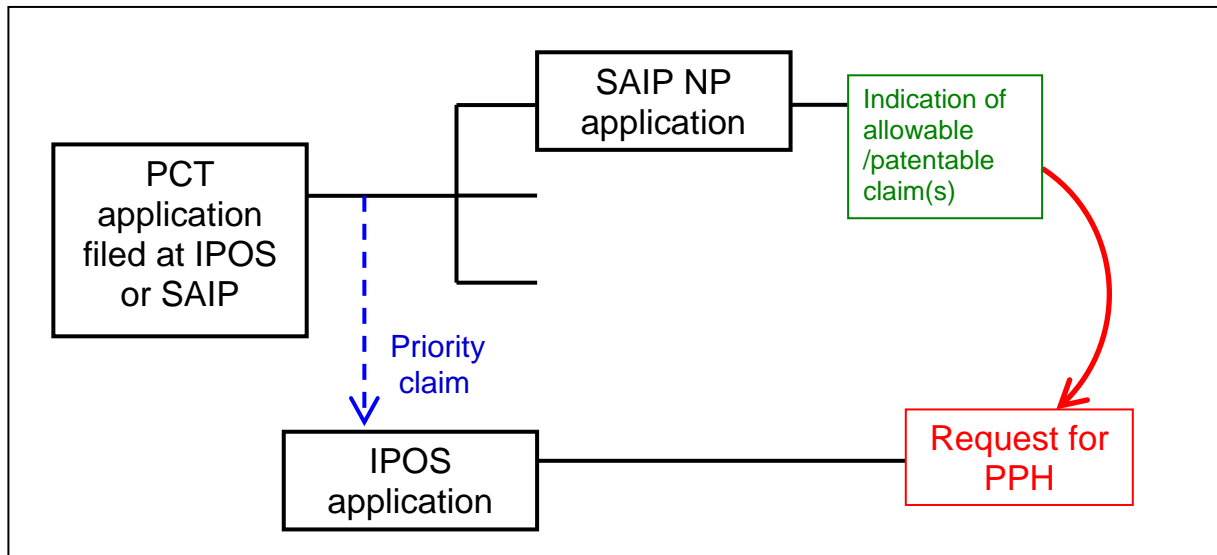 PCT
application
filed at IPOS
or SAIP
SAIP NP
application
Indication of
allowable
/patentable
claim(s)
Priority
claim
IPOS
application
Request for
PPH